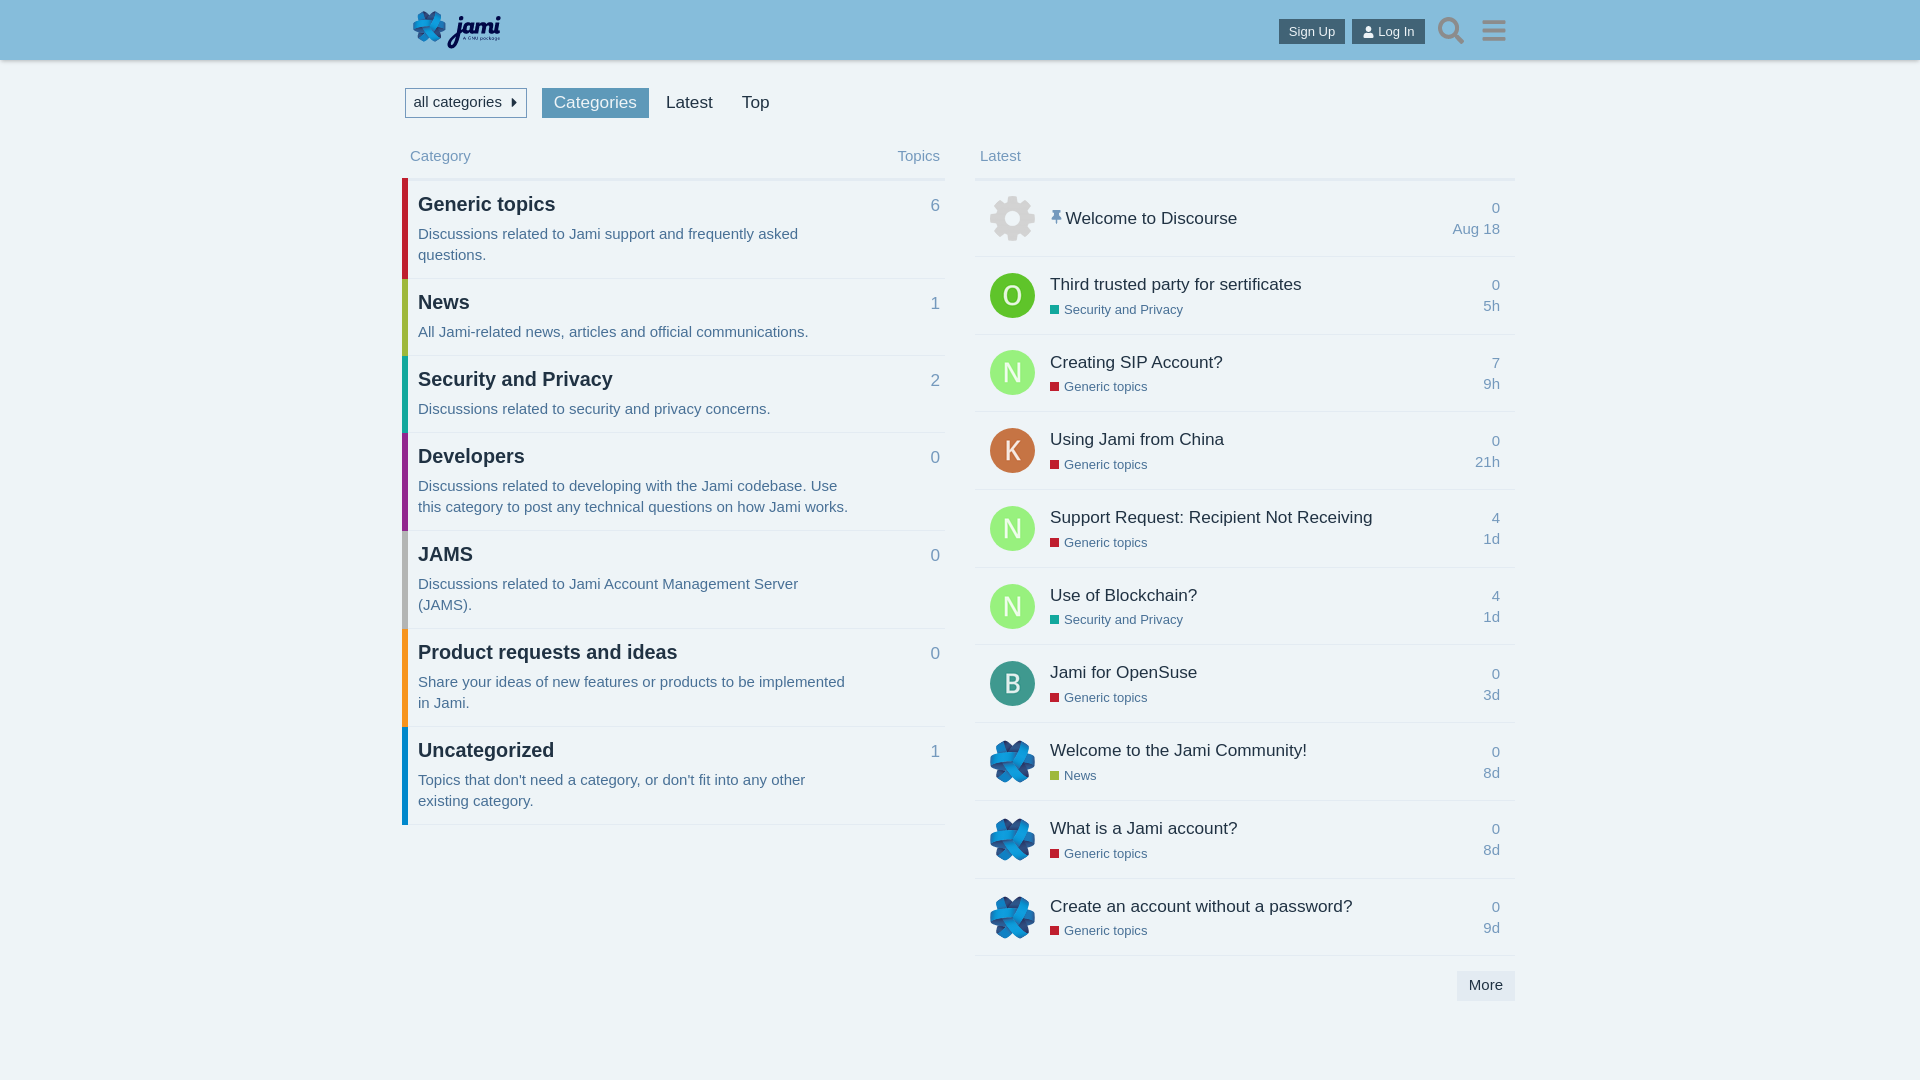 jami
A GNU package
Sign Up
Log In
all categories
Categories
Latest
Top
Category
Topics
Generic topics
6
Discussions related to Jami support and frequently asked
questions.
News
1
All Jami-related news, articles and official communications.
Security and Privacy
2
Discussions related to security and privacy concerns.
Developers
0
Discussions related to developing with the Jami codebase. Use
this category to post any technical questions on how Jami works.
JAMS
0
Discussions related to Jami Account Management Server
(JAMS).
Product requests and ideas
0
Share your ideas of new features or products to be implemented
in Jami.
Uncategorized
1
Topics that don't need a category, or don't fit into any other
existing category.
Latest
Welcome to Discourse
0
Aug 18
O
Third trusted party for sertificates
Security and Privacy
0
5h
N
Creating SIP Account?
Generic topics
7
9h
K
Using Jami from China
Generic topics
0
21h
N
Support Request: Recipient Not Receiving
Generic topics
4
1d
N
Use of Blockchain?
Security and Privacy
4
1d
B
Jami for OpenSuse
Generic topics
0
3d
Welcome to the Jami Community!
News
0
8d
What is a Jami account?
Generic topics
0
8d
Create an account without a password?
Generic topics
0
9d
More